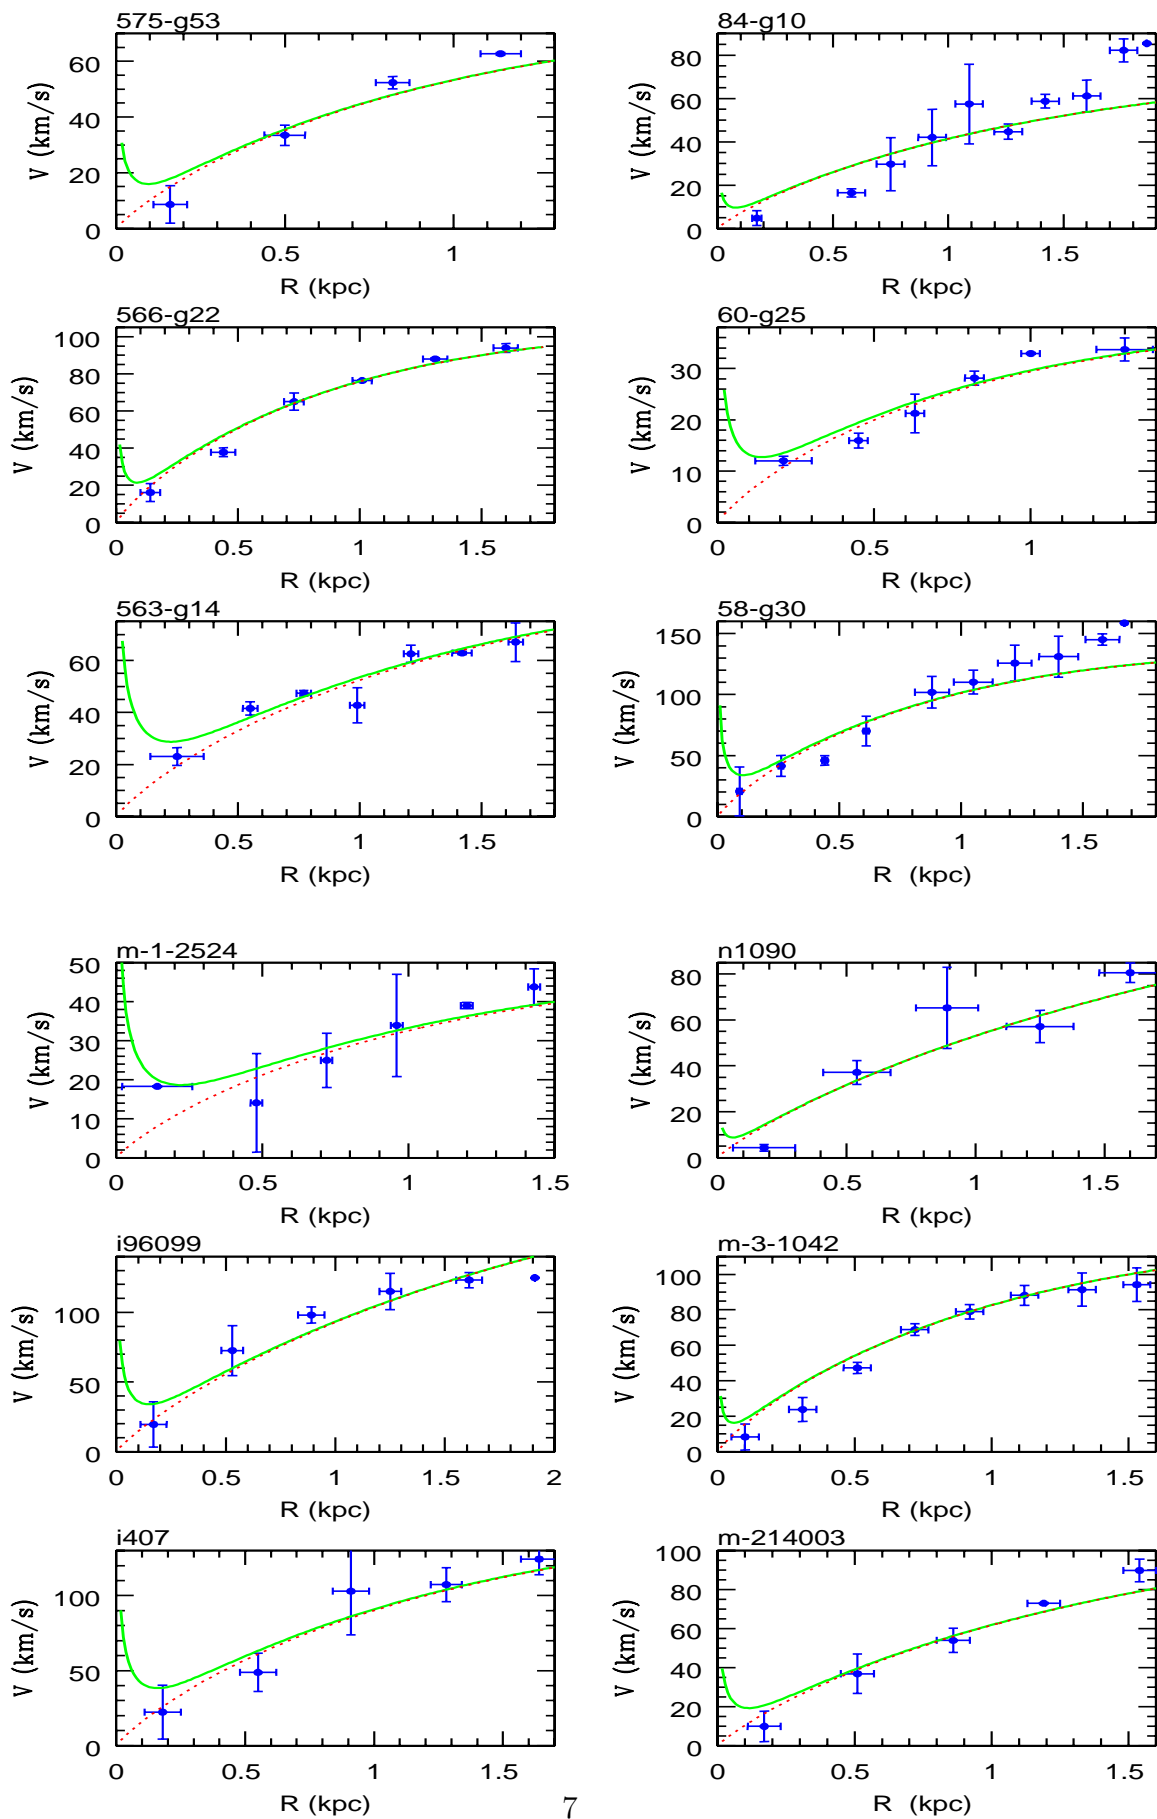 575-g53
84-g10
60
40
20
0
V (km/s)
0 0.5 1
R (kpc)
80
60
40
20
0
V (km/s)
0 0.5 1 1.5
R (kpc)
566-g22
60-g25
100
80
60
40
20
0
V (km/s)
0 0.5 1 1.5
R (kpc)
30
20
10
0
V (km/s)
0 0.5 1
R (kpc)
563-g14
58-g30
60
40
20
0
V (km/s)
0 0.5 1 1.5
R (kpc)
150
100
50
0
V (km/s)
0 0.5 1 1.5
R (kpc)
m-1-2524
n1090
50
40
30
20
10
0
V (km/s)
0 0.5 1 1.5
R (kpc)
80
60
40
20
0
V (km/s)
0 0.5 1 1.5
R (kpc)
i96099
m-3-1042
100
50
0
V (km/s)
0 0.5 1 1.5 2
R (kpc)
100
80
60
40
20
0
V (km/s)
0 0.5 1 1.5
R (kpc)
i407
m-214003
100
50
0
V (km/s)
0 0.5 1 1.5
R (kpc)
100
80
60
40
20
0
V (km/s)
0 0.5 1 1.5
R (kpc)
7